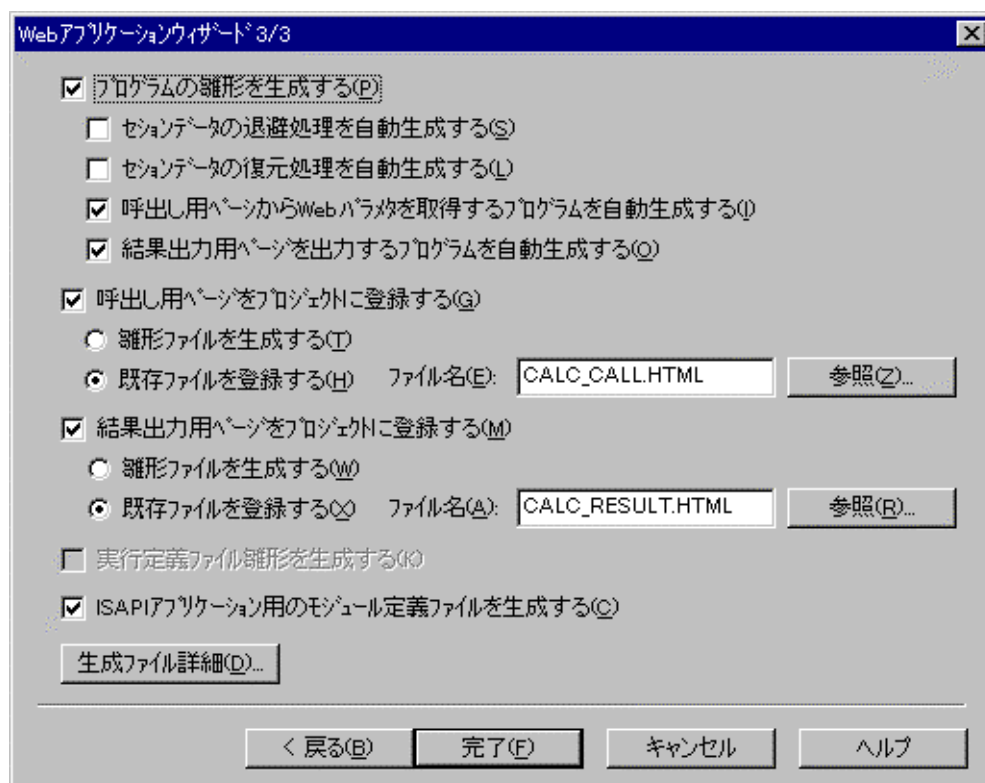 Webアプリケーションウィザード 3/3
プログラムの雛形を生成する(P)
セションデータの退避処理を自動生成する(S)
セションデータの復元処理を自動生成する(L)
呼出し用ページからWebパラメタを取得するプログラムを自動生成する(I)
結果出力用ページを出力するプログラムを自動生成する(O)
呼出し用ページをプロジェクトに登録する(G)
雛形ファイルを生成する(T)
既存ファイルを登録する(H) ファイル名(E): CALC_CALL.HTML 参照(Z)...
結果出力用ページをプロジェクトに登録する(M)
雛形ファイルを生成する(W)
既存ファイルを登録する(X) ファイル名(A): CALC_RESULT.HTML 参照(R)...
実行定義ファイル雛形を生成する(K)
ISAPIアプリケーション用のモジュール定義ファイルを生成する(C)
生成ファイル詳細(D)...
< 戻る(B) 完了(F) キャンセル ヘルプ